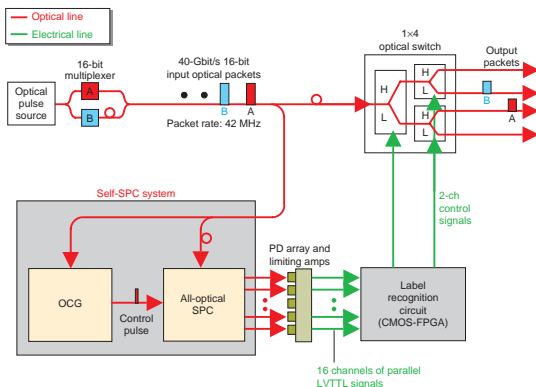 Optical line
Electrical line
16-bit
multiplexer
40-Gbit/s 16-bit
input optical packets
1×4
optical switch
Output
packets
Optical
pulse
source
A
B
B
A
Packet rate: 42 MHz
H
L
H
L
H
L
B
A
Self-SPC system
2-ch
control
signals
PD array and
limiting amps
OCG
Control
pulse
All-optical
SPC
Label
recognition
circuit
(CMOS-FPGA)
16 channels of parallel
LVTTL signals